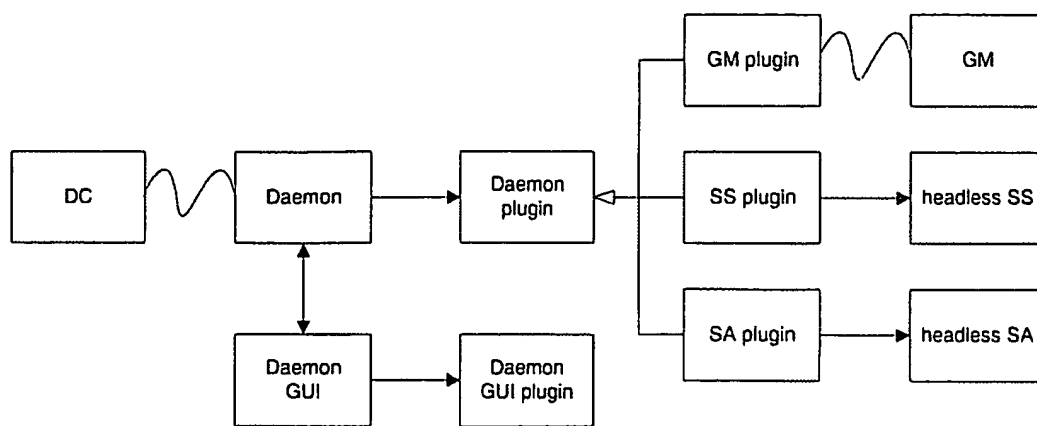 GM plugin
GM
DC
Daemon
Daemon
plugin
SS plugin
headless SS
Daemon
GUI
Daemon
GUI plugin
SA plugin
headless SA